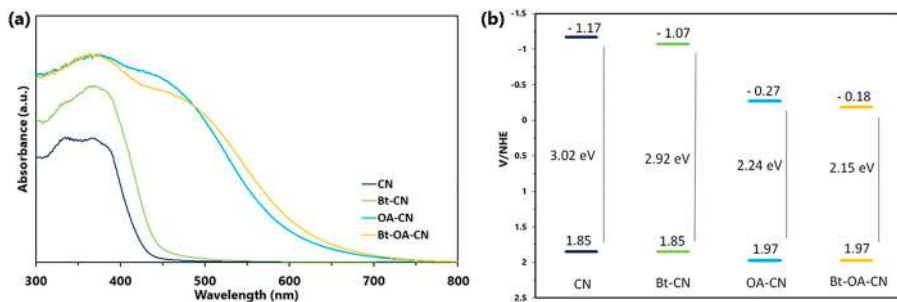 (a)
Absorbance (a.u.)
CN
Bt-CN
OA-CN
Bt-OA-CN
300 400 500 600 700 800
Wavelength (nm)
(b)
V/NHE
-1.5
-1
-0.5
0
0.5
1
1.5
2
2.5
- 1.17
- 1.07
- 0.27
- 0.18
3.02 eV
2.92 eV
2.24 eV
2.15 eV
1.85
1.85
1.97
1.97
CN
Bt-CN
OA-CN
Bt-OA-CN